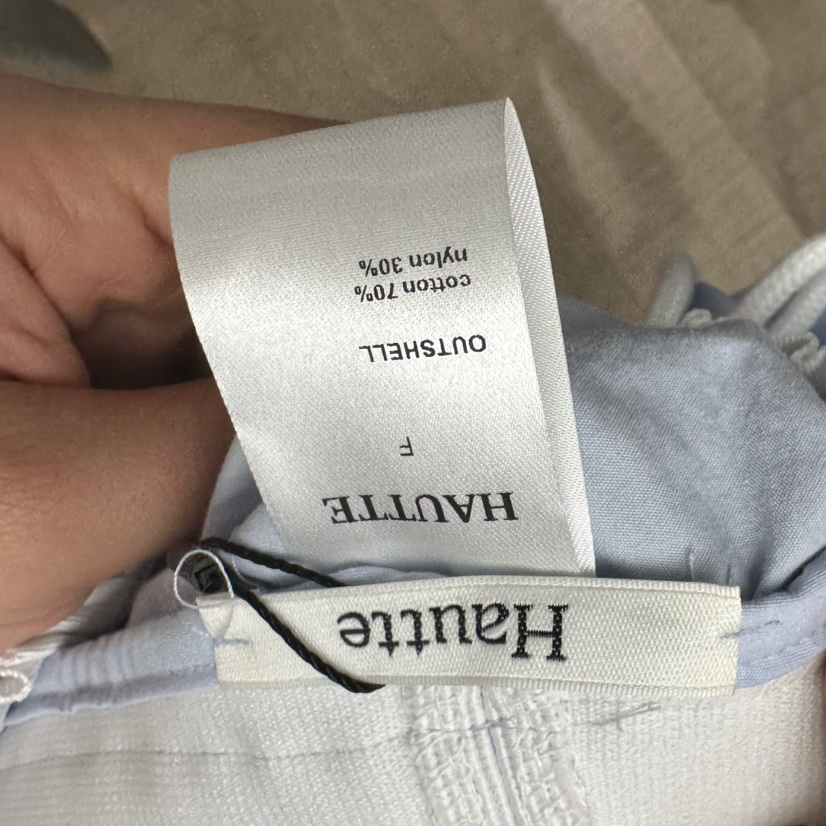 HAUTTE
F
OUTSHELL
cotton 70%
nylon 30%
Hautte